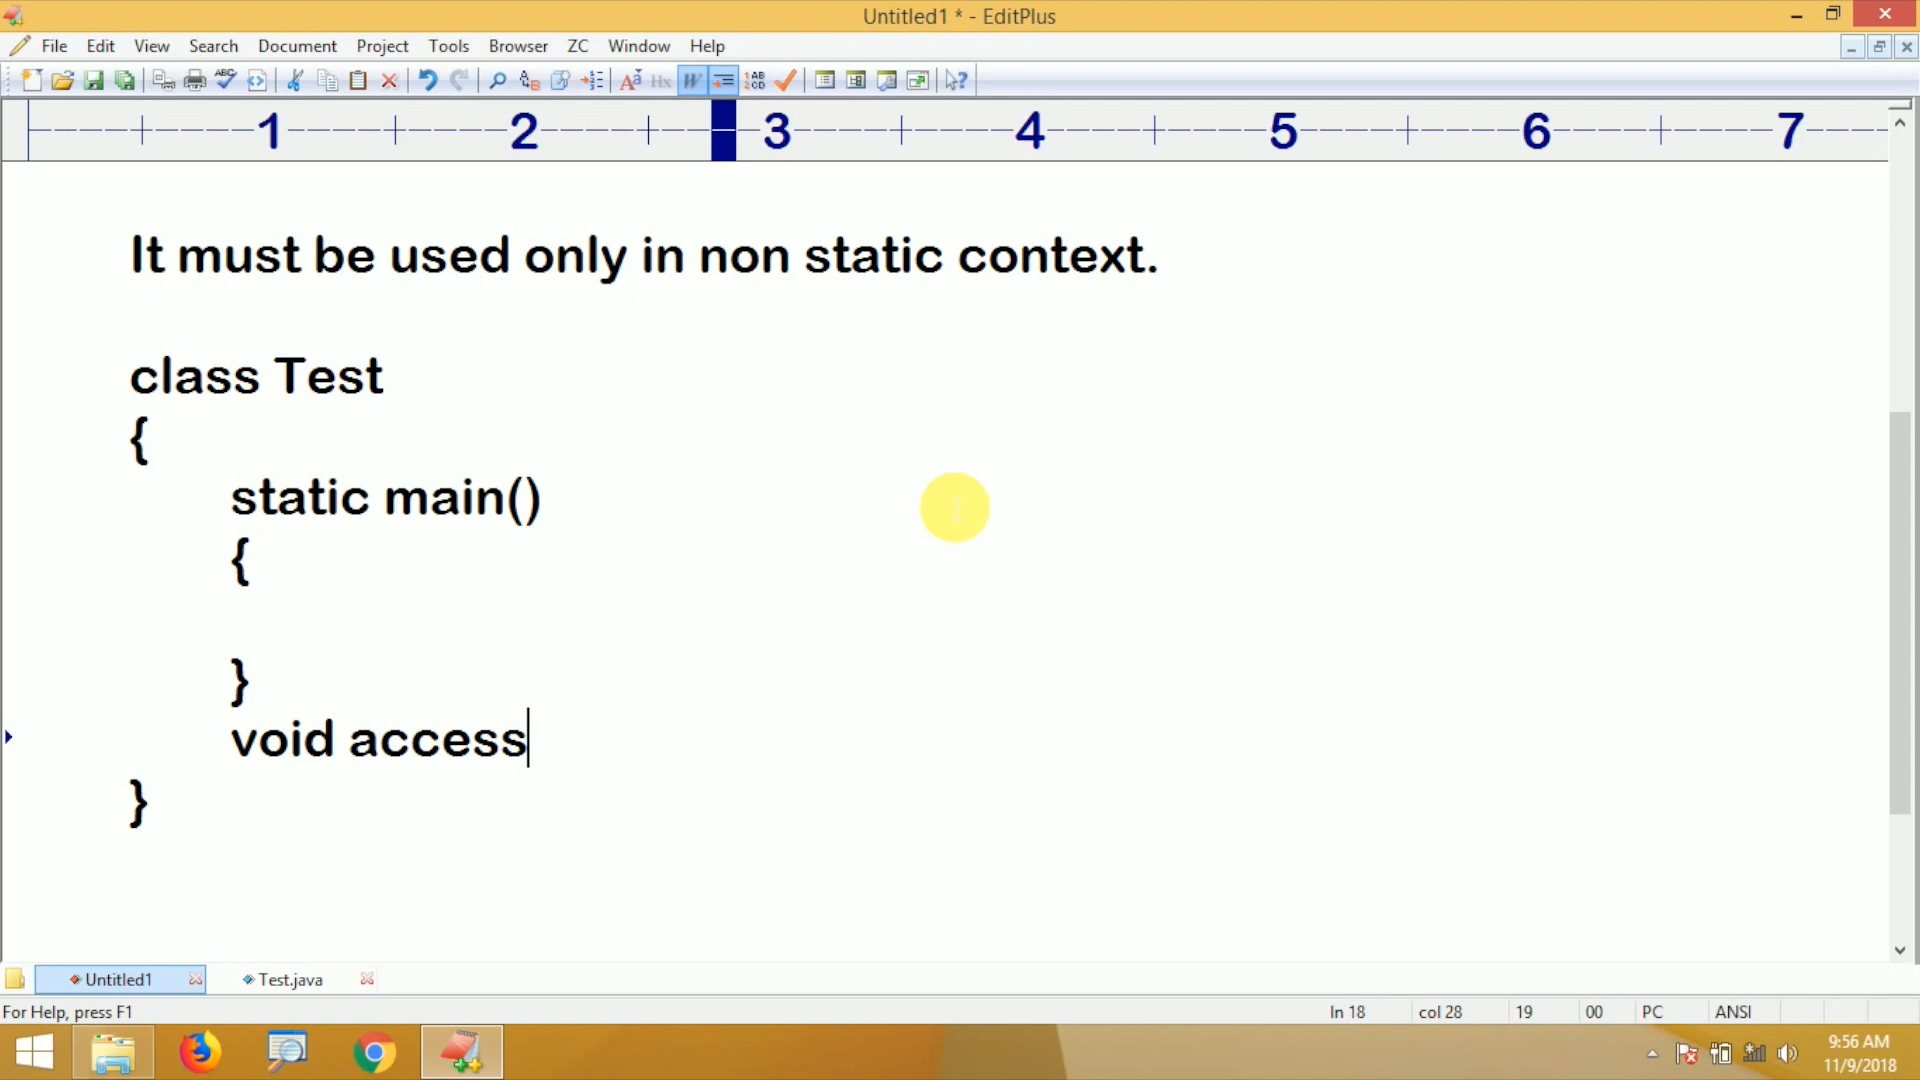 Untitled1 * - EditPlus
File Edit View Search Document Project Tools Browser ZC Window Help
1 2 3 4 5 6 7
It must be used only in non static context.
class Test
{
static main()
{
}
void access
}
Untitled1 Test.java
For Help, press F1 ln 18 col 28 19 00 PC ANSI
9:56 AM
11/9/2018